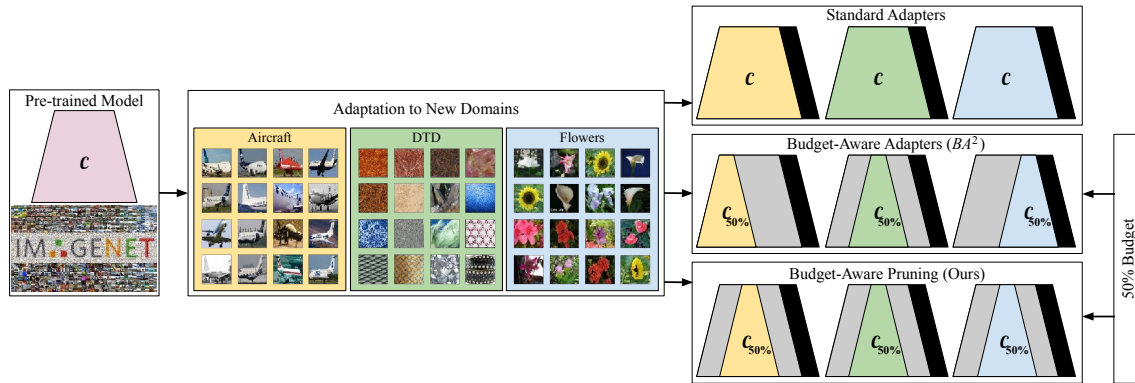 Pre-trained Model
C
IMAGENET
Adaptation to New Domains
Aircraft
DTD
Flowers
Standard Adapters
C
C
C
Budget-Aware Adapters (BA²)
C50%
C50%
C50%
Budget-Aware Pruning (Ours)
C50%
C50%
C50%
50% Budget